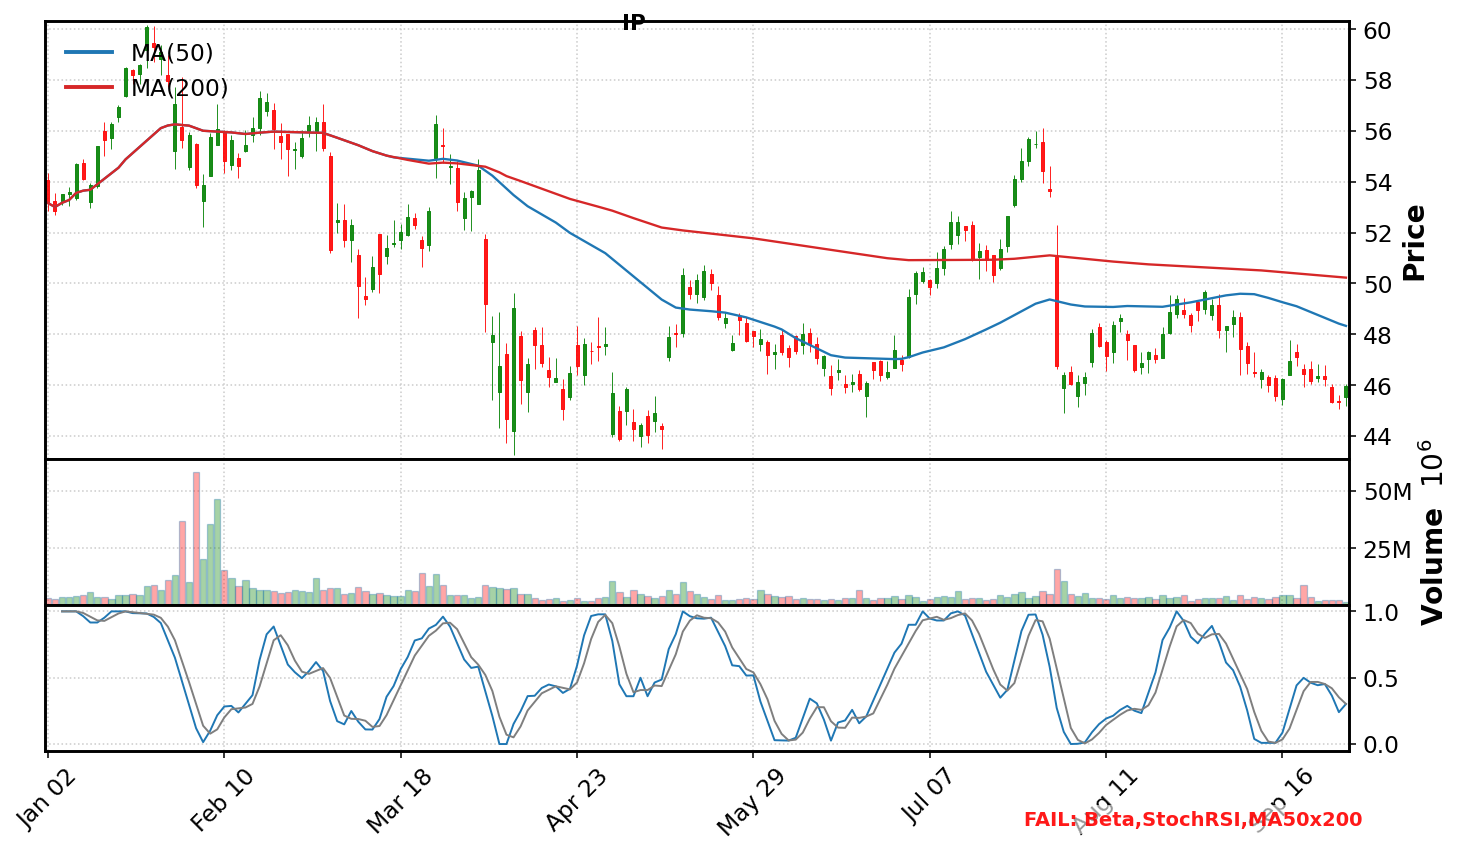 IP
MA(50)
MA(200)
60
58
56
54
52
50
48
46
44
Price
50M
25M
Volume 10^6
1.0
0.5
0.0
Jan 02
Feb 10
Mar 18
Apr 23
May 29
Jul 07
Aug 11
Sep 16
FAIL: Beta,StochRSI,MA50x200